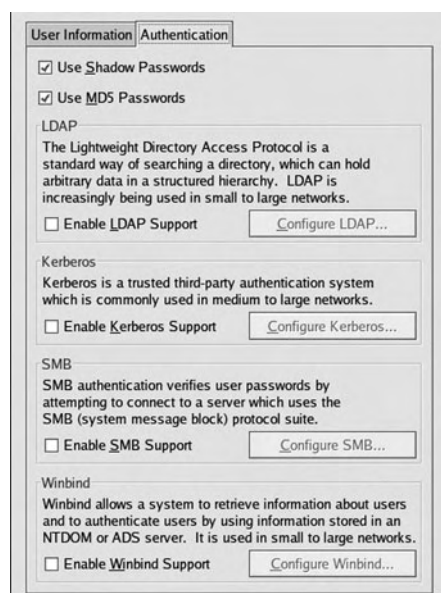 User Information Authentication
Use Shadow Passwords
Use MD5 Passwords
LDAP
The Lightweight Directory Access Protocol is a
standard way of searching a directory, which can hold
arbitrary data in a structured hierarchy. LDAP is
increasingly being used in small to large networks.
Enable LDAP Support Configure LDAP...
Kerberos
Kerberos is a trusted third-party authentication system
which is commonly used in medium to large networks.
Enable Kerberos Support Configure Kerberos...
SMB
SMB authentication verifies user passwords by
attempting to connect to a server which uses the
SMB (system message block) protocol suite.
Enable SMB Support Configure SMB...
Winbind
Winbind allows a system to retrieve information about users
and to authenticate users by using information stored in an
NTDOM or ADS server. It is used in small to large networks.
Enable Winbind Support Configure Winbind...